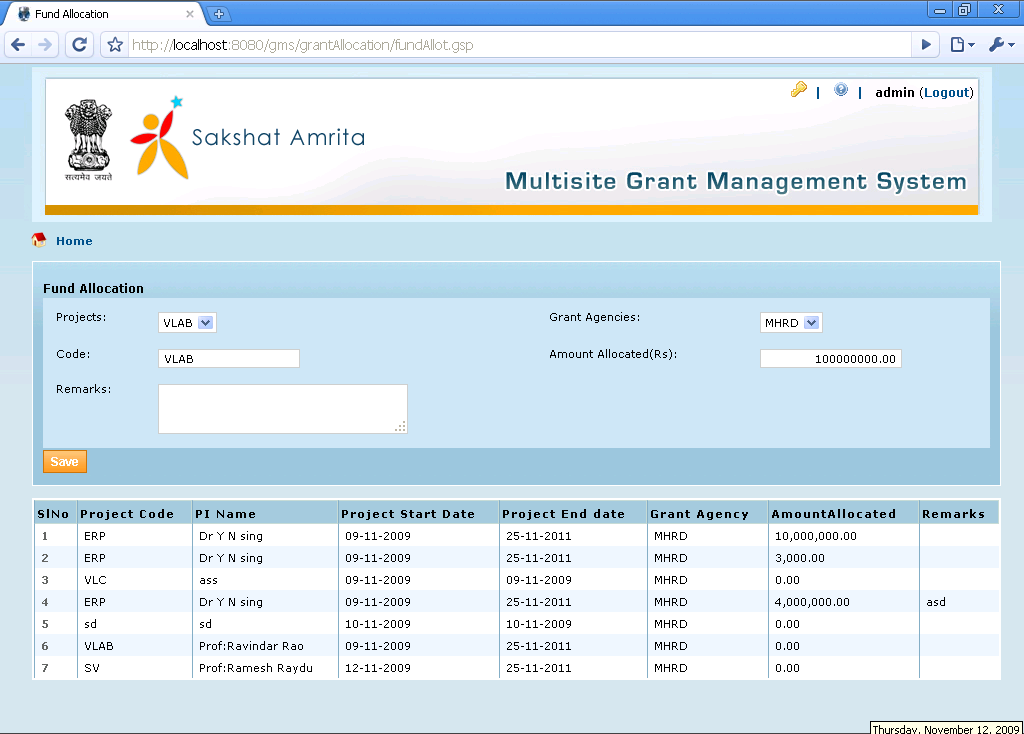 Fund Allocation
http://localhost:8080/gms/grantAllocation/fundAllot.gsp
| | admin (Logout)
Sakshat Amrita
सत्यमेव जयते
Multisite Grant Management System
Home
Fund Allocation
Projects: VLAB Grant Agencies: MHRD
Code: VLAB Amount Allocated(Rs): 100000000.00
Remarks:
Save
SlNo Project Code PI Name Project Start Date Project End date Grant Agency AmountAllocated Remarks
1 ERP Dr Y N sing 09-11-2009 25-11-2011 MHRD 10,000,000.00
2 ERP Dr Y N sing 09-11-2009 25-11-2011 MHRD 3,000.00
3 VLC ass 09-11-2009 09-11-2009 MHRD 0.00
4 ERP Dr Y N sing 09-11-2009 25-11-2011 MHRD 4,000,000.00 asd
5 sd sd 10-11-2009 10-11-2009 MHRD 0.00
6 VLAB Prof:Ravindar Rao 09-11-2009 25-11-2011 MHRD 0.00
7 SV Prof:Ramesh Raydu 12-11-2009 25-11-2011 MHRD 0.00
Thursday, November 12, 2009